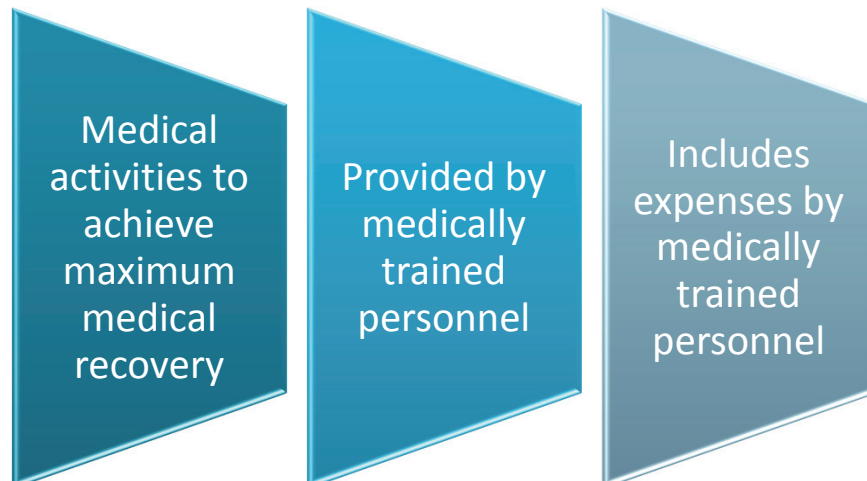 Medical
activities to
achieve
maximum
medical
recovery
Provided by
medically
trained
personnel
Includes
expenses by
medically
trained
personnel